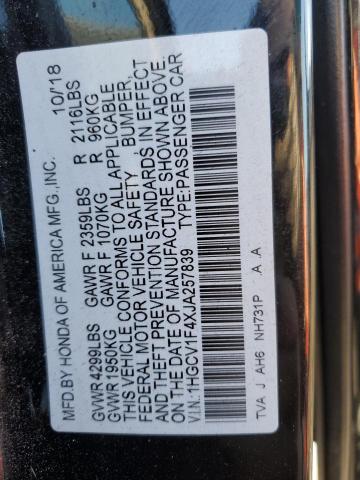 MFD.BY HONDA OF AMERICA MFG.,INC. 10/'18
GVWR 4299LBS GAWR F 2359LBS R 2116LBS
GVWR 1950KG GAWR F 1070KG R 960KG
THIS VEHICLE CONFORMS TO ALL APPLICABLE
FEDERAL MOTOR VEHICLE SAFETY, BUMPER,
AND THEFT PREVENTION STANDARDS IN EFFECT
ON THE DATE OF MANUFACTURE SHOWN ABOVE.
V.I.N.:1HGCV1F4XJA257839 TYPE:PASSENGER CAR
TVA J AH6 NH731P A A